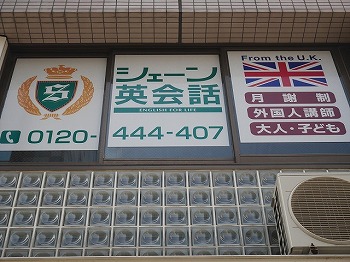 S
シェーン
英会話
ENGLISH FOR LIFE
0120-444-407
From the U.K.
月謝制
外国人講師
大人・子ども